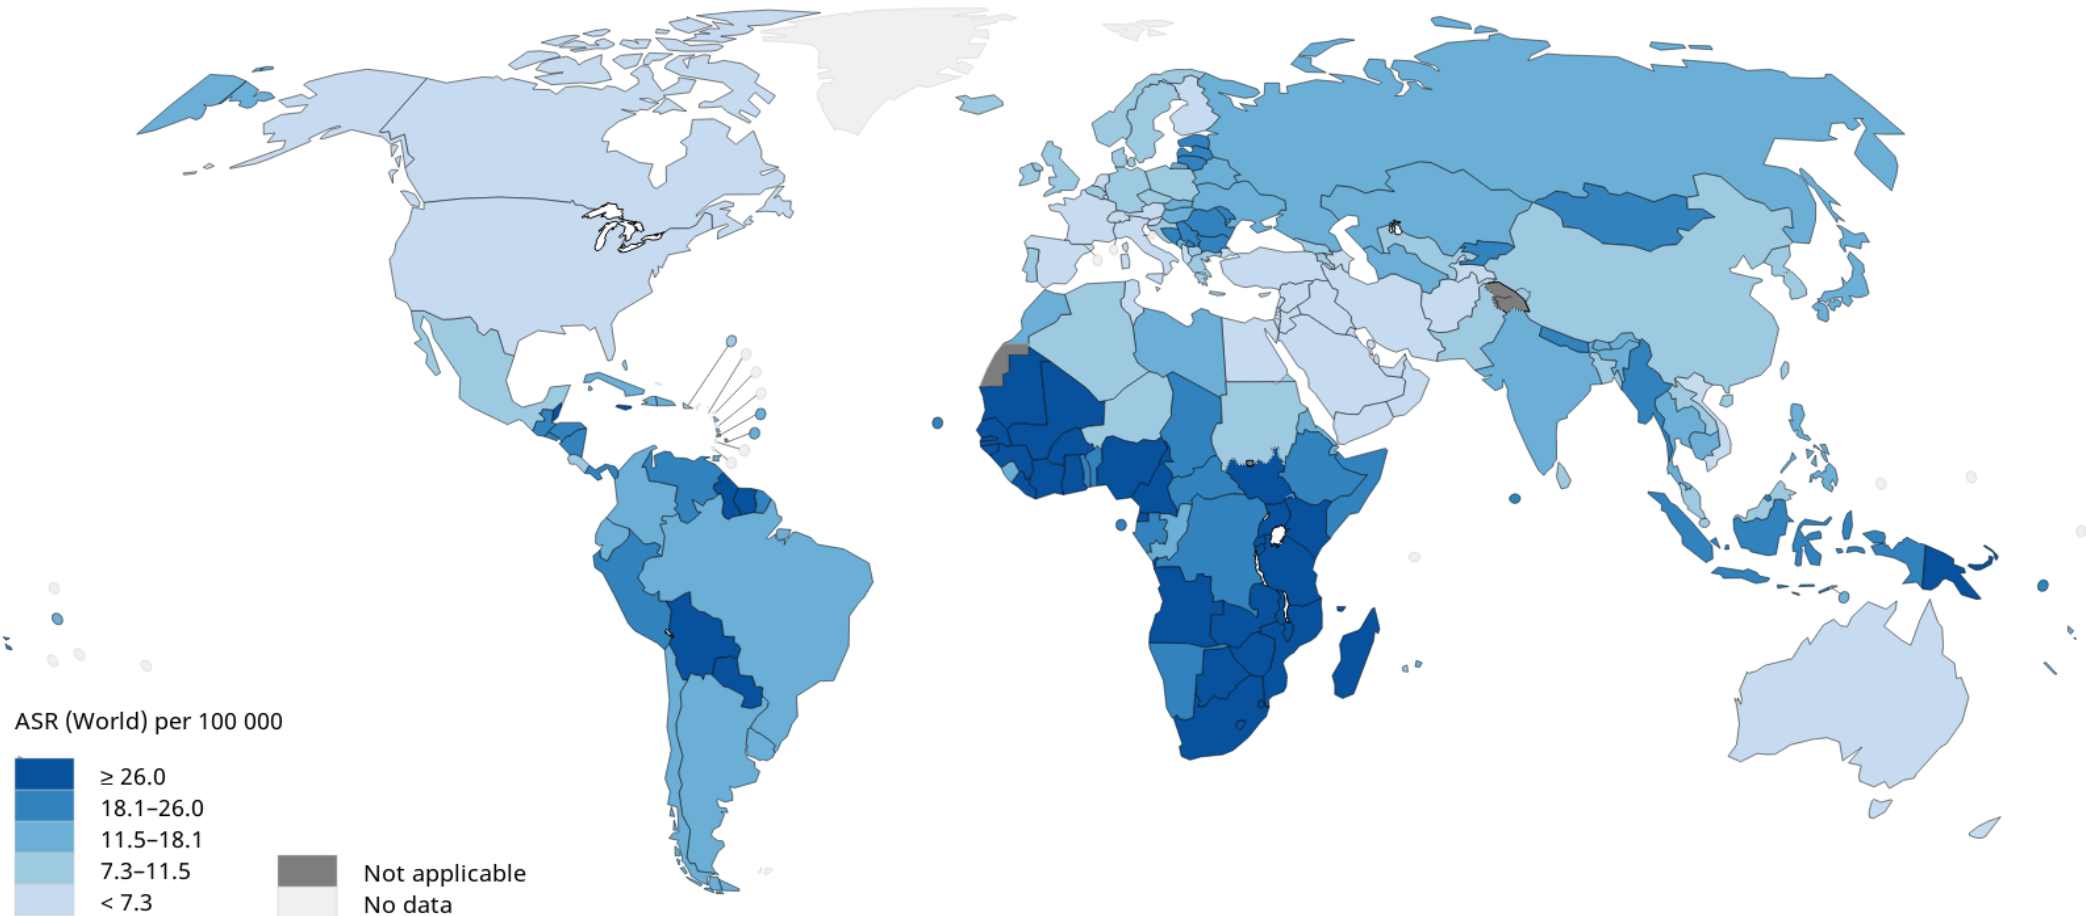 ASR (World) per 100 000
≥ 26.0
18.1–26.0
11.5–18.1
7.3–11.5
< 7.3
Not applicable
No data